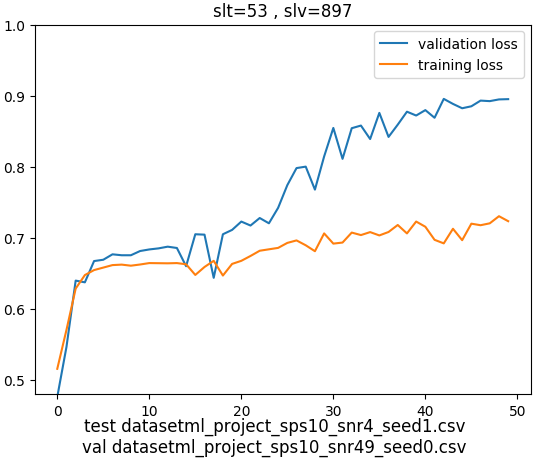 slt=53 , slv=897
1.0
validation loss
training loss
0.9
0.8
0.7
0.6
0.5
0 10 20 30 40 50
test datasetml_project_sps10_snr4_seed1.csv
val datasetml_project_sps10_snr49_seed0.csv